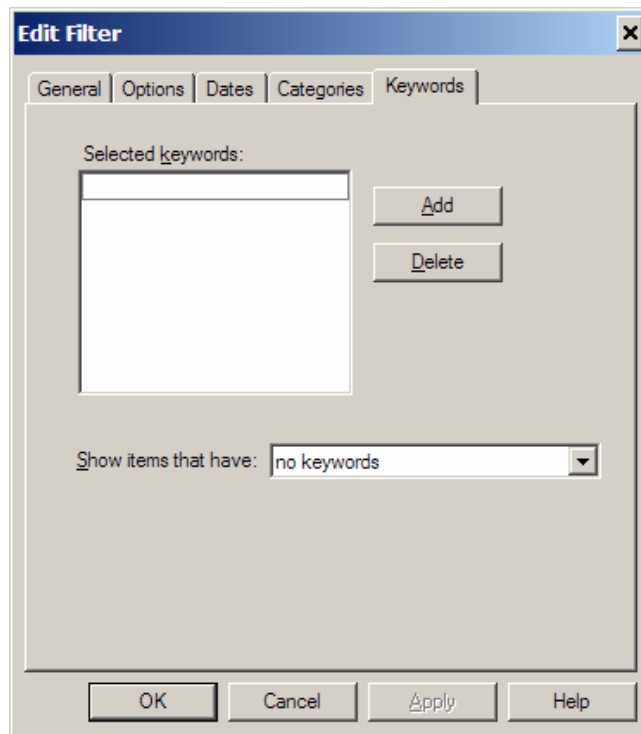 Edit Filter
General Options Dates Categories Keywords
Selected keywords:
Add
Delete
Show items that have: no keywords
OK Cancel Apply Help